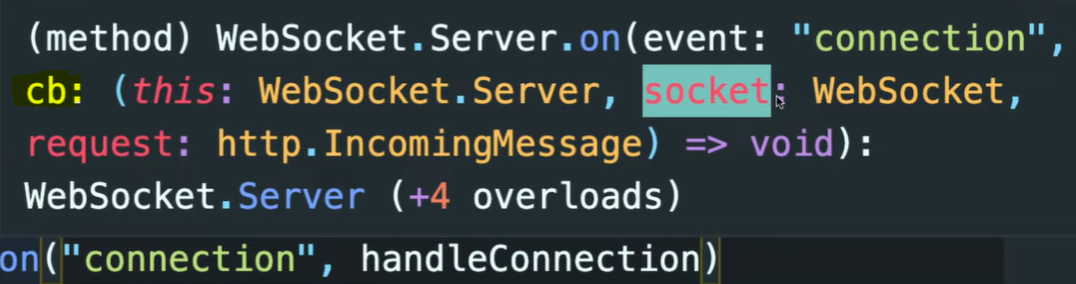 (method) WebSocket.Server.on(event: "connection",
cb: (this: WebSocket.Server, socket: WebSocket,
request: http.IncomingMessage) => void):
WebSocket.Server (+4 overloads)
on("connection", handleConnection)